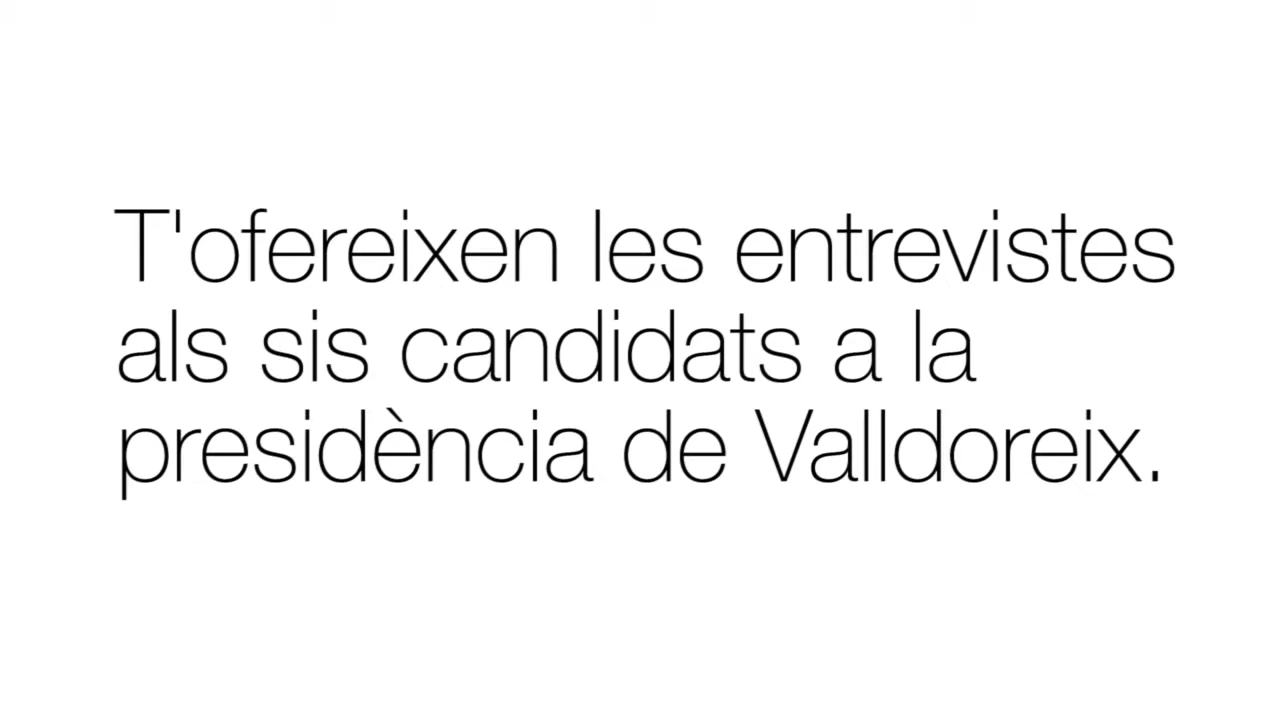 T'ofereixen les entrevistes
als sis candidats a la
presidència de Valldoreix.